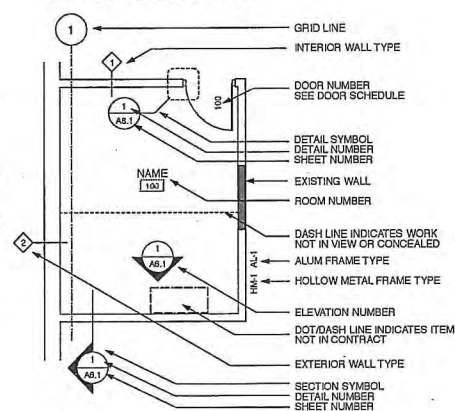 1
GRID LINE
1
INTERIOR WALL TYPE
100
DOOR NUMBER
SEE DOOR SCHEDULE
1
A8.1
DETAIL SYMBOL
DETAIL NUMBER
SHEET NUMBER
NAME
100
EXISTING WALL
ROOM NUMBER
DASH LINE INDICATES WORK
NOT IN VIEW OR CONCEALED
2
1
A6.1
HM-1 AL-1
ALUM FRAME TYPE
HOLLOW METAL FRAME TYPE
ELEVATION NUMBER
DOT/DASH LINE INDICATES ITEM
NOT IN CONTRACT
EXTERIOR WALL TYPE
1
A6.1
SECTION SYMBOL
DETAIL NUMBER
SHEET NUMBER